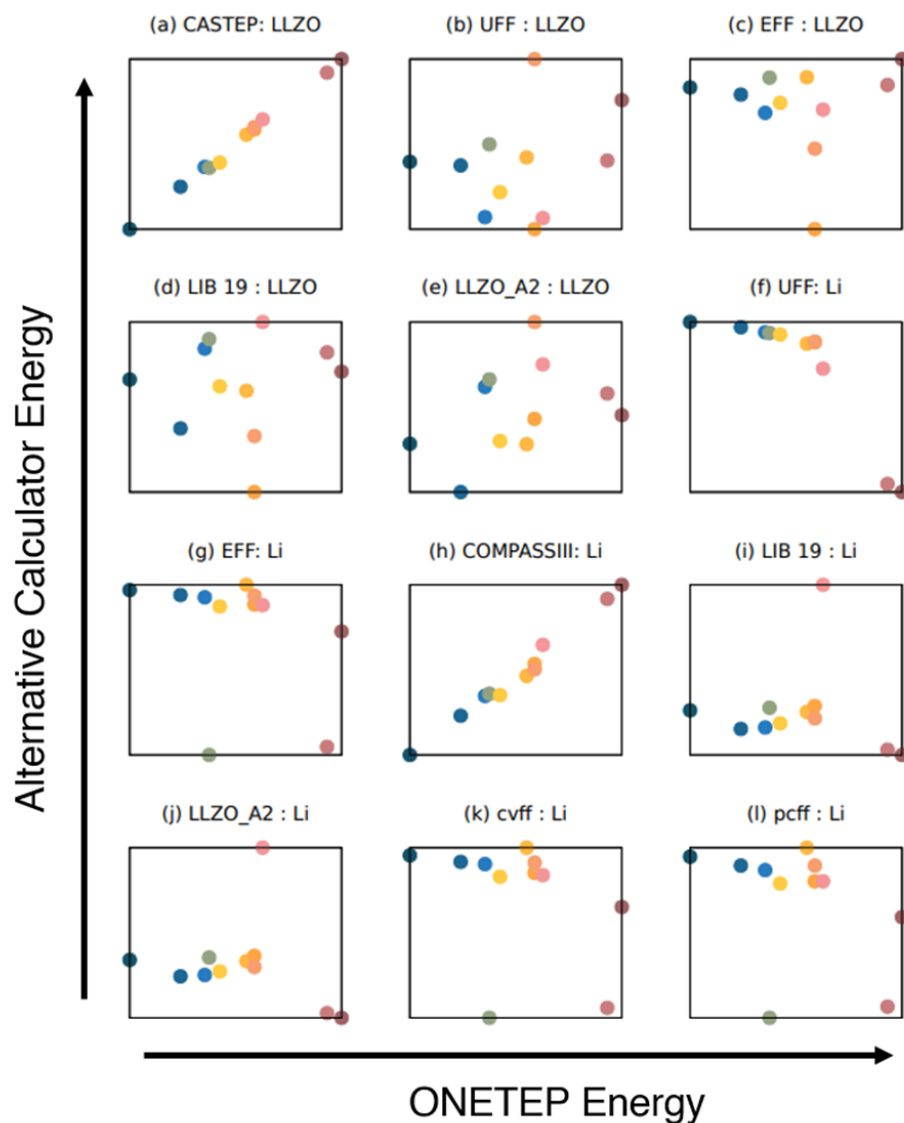 (a) CASTEP: LLZO
(b) UFF : LLZO
(c) EFF : LLZO
(d) LIB 19 : LLZO
(e) LLZO_A2 : LLZO
(f) UFF: Li
(g) EFF: Li
(h) COMPASSIII: Li
(i) LIB 19 : Li
(j) LLZO_A2 : Li
(k) cvff : Li
(l) pcff : Li
Alternative Calculator Energy
ONETEP Energy